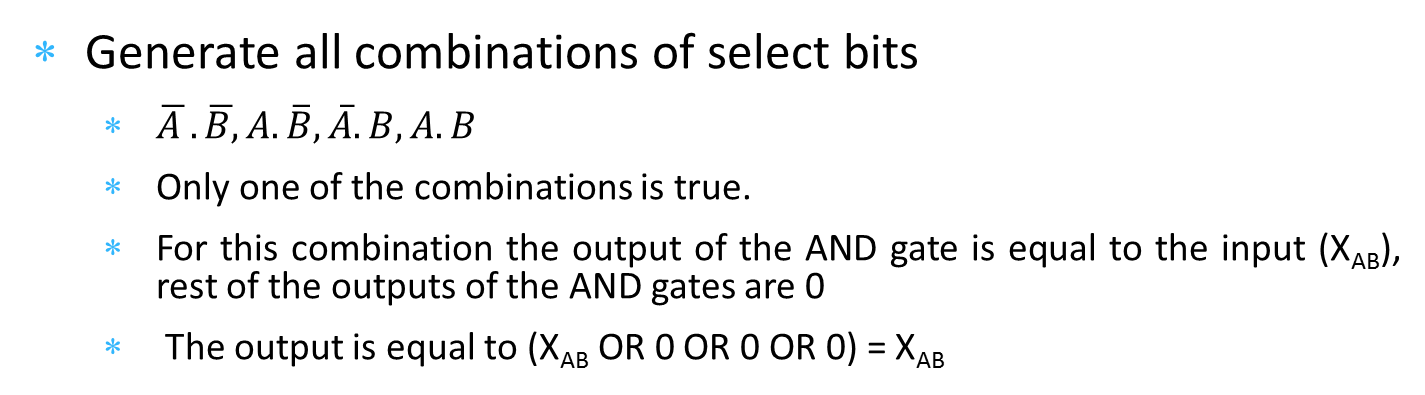 * Generate all combinations of select bits
* A̅ . B̅, A. B̅, A̅. B, A. B
* Only one of the combinations is true.
* For this combination the output of the AND gate is equal to the input (X_AB),
rest of the outputs of the AND gates are 0
* The output is equal to (X_AB OR 0 OR 0 OR 0) = X_AB